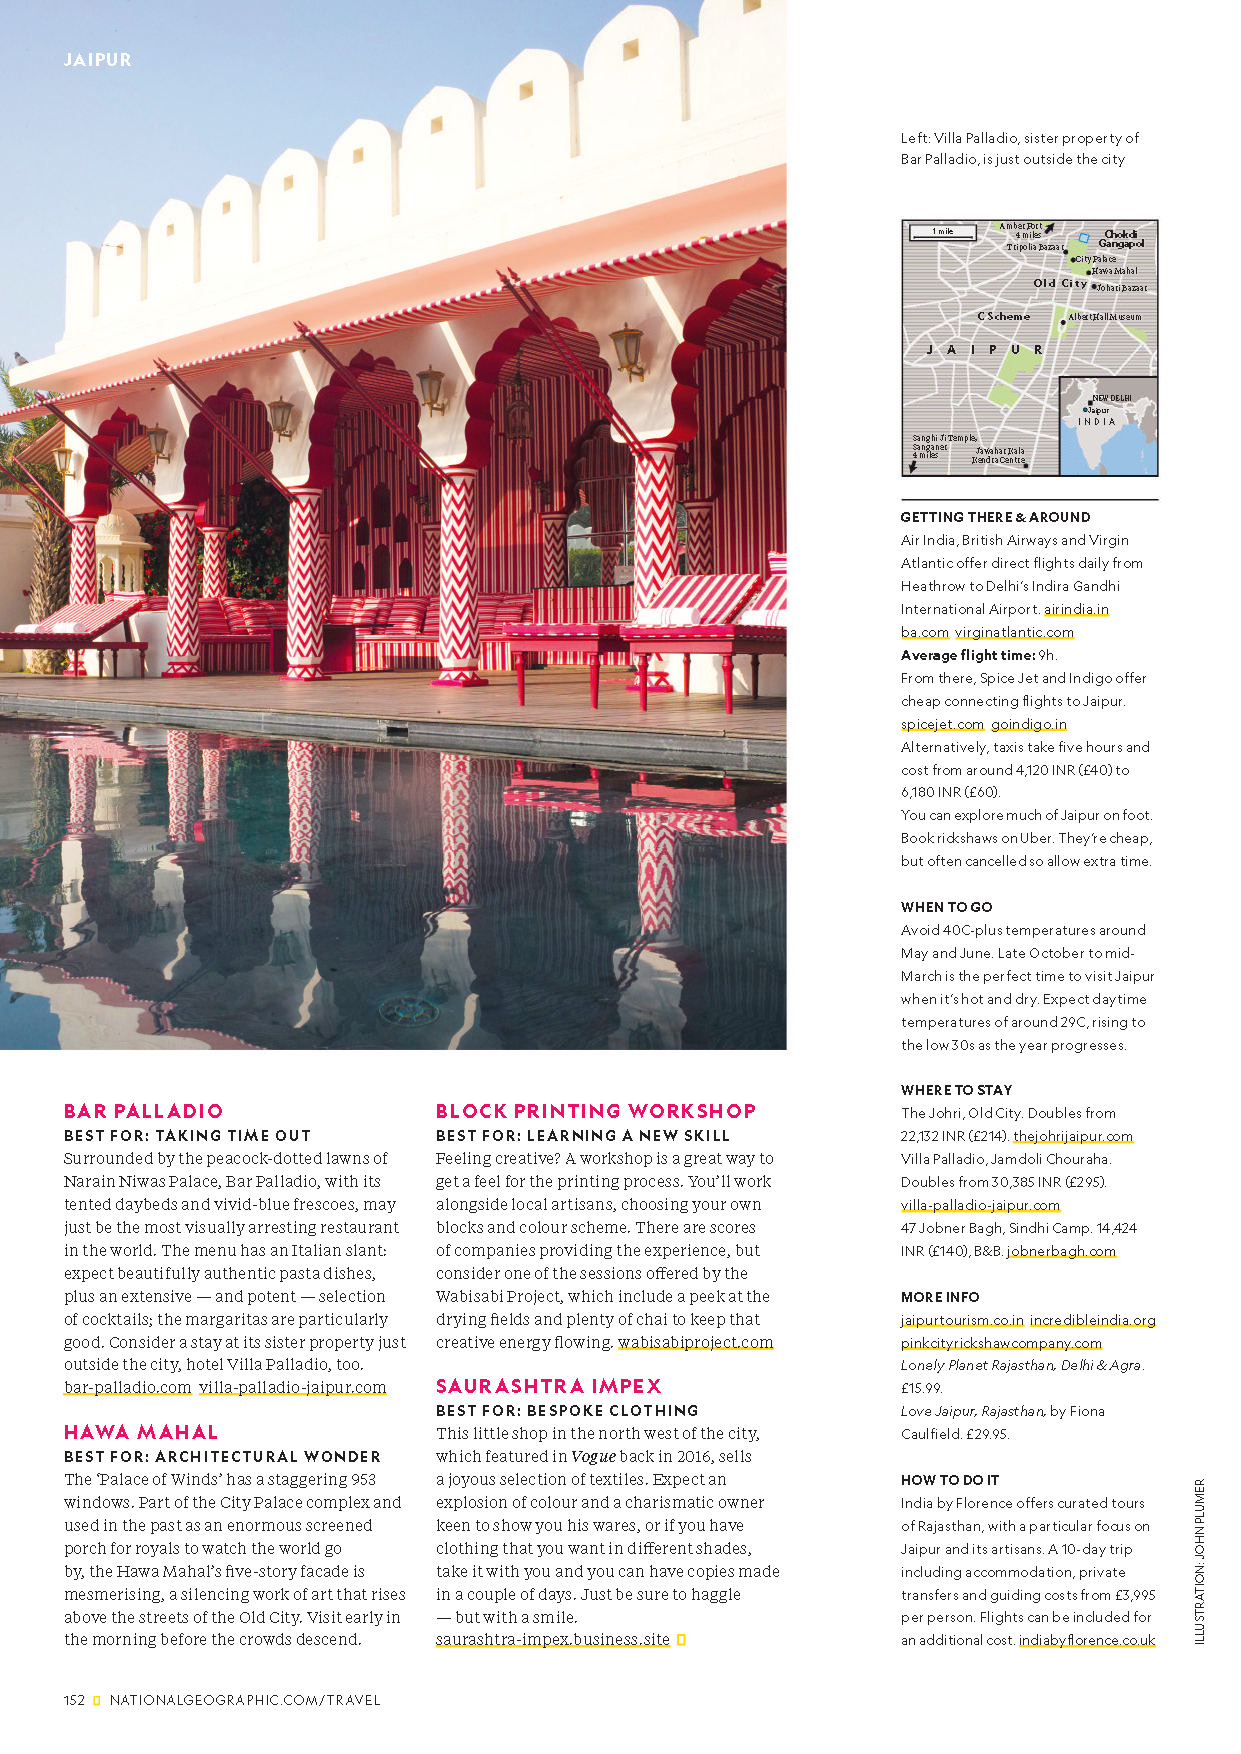 JAIPUR
Left: Villa Palladio, sister property of
Bar Palladio, is just outside the city
1 mile
Amber Fort
4 miles
Tripolia Bazaar
Chokdi
Gangapol
City Palace
Hawa Mahal
Old City
Johari Bazaar
C Scheme
Albert Hall Museum
JAIPUR
NEW DELHI
Jaipur
INDIA
Sanghi Ji Temple,
Sanganer
4 miles
Jawahar Kala
Kendra Centre
GETTING THERE & AROUND
Air India, British Airways and Virgin
Atlantic offer direct flights daily from
Heathrow to Delhi's Indira Gandhi
International Airport. airindia.in
ba.com virginatlantic.com
Average flight time: 9h.
From there, Spice Jet and Indigo offer
cheap connecting flights to Jaipur.
spicejet.com goindigo.in
Alternatively, taxis take five hours and
cost from around 4,120 INR (£40) to
6,180 INR (£60).
You can explore much of Jaipur on foot.
Book rickshaws on Uber. They're cheap,
but often cancelled so allow extra time.
WHEN TO GO
Avoid 40C-plus temperatures around
May and June. Late October to mid-
March is the perfect time to visit Jaipur
when it's hot and dry. Expect daytime
temperatures of around 29C, rising to
the low 30s as the year progresses.
WHERE TO STAY
The Johri, Old City. Doubles from
22,132 INR (£214). thejohrijaipur.com
Villa Palladio, Jamdoli Chouraha.
Doubles from 30,385 INR (£295).
villa-palladio-jaipur.com
47 Jobner Bagh, Sindhi Camp. 14,424
INR (£140), B&B. jobnerbagh.com
MORE INFO
jaipurtourism.co.in incredibleindia.org
pinkcityrickshawcompany.com
Lonely Planet Rajasthan, Delhi & Agra.
£15.99.
Love Jaipur, Rajasthan, by Fiona
Caulfield. £29.95.
HOW TO DO IT
India by Florence offers curated tours
of Rajasthan, with a particular focus on
Jaipur and its artisans. A 10-day trip
including accommodation, private
transfers and guiding costs from £3,995
per person. Flights can be included for
an additional cost. indiabyflorence.co.uk
BAR PALLADIO
BEST FOR: TAKING TIME OUT
Surrounded by the peacock-dotted lawns of
Narain Niwas Palace, Bar Palladio, with its
tented daybeds and vivid-blue frescoes, may
just be the most visually arresting restaurant
in the world. The menu has an Italian slant:
expect beautifully authentic pasta dishes,
plus an extensive — and potent — selection
of cocktails; the margaritas are particularly
good. Consider a stay at its sister property just
outside the city, hotel Villa Palladio, too.
bar-palladio.com villa-palladio-jaipur.com
HAWA MAHAL
BEST FOR: ARCHITECTURAL WONDER
The 'Palace of Winds' has a staggering 953
windows. Part of the City Palace complex and
used in the past as an enormous screened
porch for royals to watch the world go
by, the Hawa Mahal's five-story facade is
mesmerising, a silencing work of art that rises
above the streets of the Old City. Visit early in
the morning before the crowds descend.
BLOCK PRINTING WORKSHOP
BEST FOR: LEARNING A NEW SKILL
Feeling creative? A workshop is a great way to
get a feel for the printing process. You'll work
alongside local artisans, choosing your own
blocks and colour scheme. There are scores
of companies providing the experience, but
consider one of the sessions offered by the
Wabisabi Project, which include a peek at the
drying fields and plenty of chai to keep that
creative energy flowing. wabisabiproject.com
SAURASHTRA IMPEX
BEST FOR: BESPOKE CLOTHING
This little shop in the north west of the city,
which featured in Vogue back in 2016, sells
a joyous selection of textiles. Expect an
explosion of colour and a charismatic owner
keen to show you his wares, or if you have
clothing that you want in different shades,
take it with you and you can have copies made
in a couple of days. Just be sure to haggle
— but with a smile.
saurashtra-impex.business.site
ILLUSTRATION: JOHN PLUMER
152 NATIONALGEOGRAPHIC.COM/TRAVEL